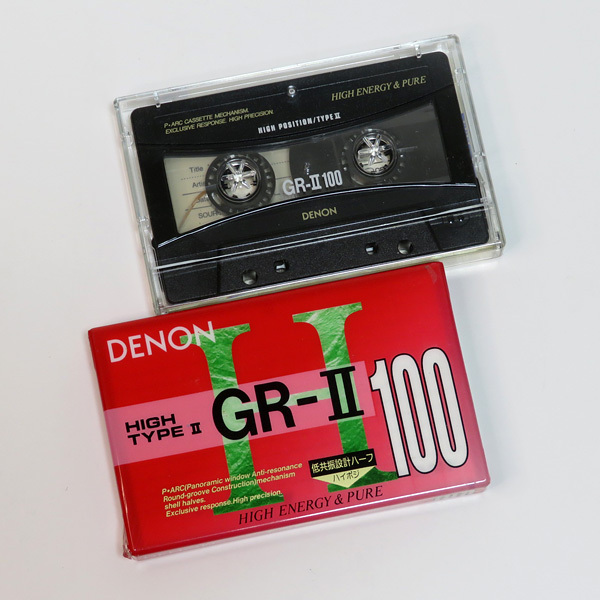 HIGH ENERGY & PURE
P•ARC CASSETTE MECHANISM.
EXCLUSIVE RESPONSE. HIGH PRECISION.
HIGH POSITION/TYPE II
Title
SOUR
GR-II 100
DENON
DENON
H
HIGH
TYPE II
GR-II
100
低共振設計ハーフ
ハイポジ
P•ARC(Panoramic window Anti-resonance
Round-groove Construction)mechanism
shell halves.
Exclusive response.High precision.
HIGH ENERGY & PURE